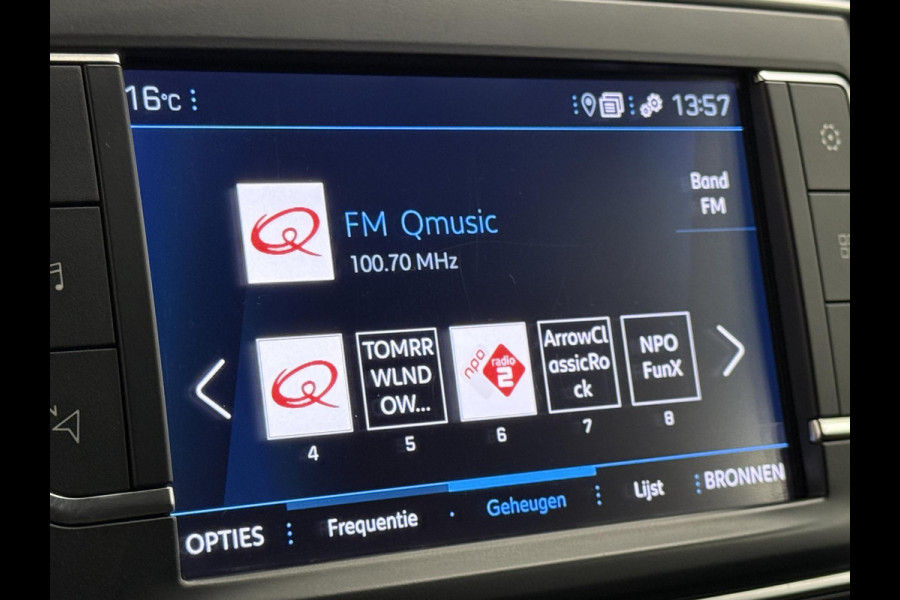 16°C
13:57
Band
FM
FM Qmusic
100.70 MHz
TOMRR
WLND
OW...
npo
radio
2
ArrowCl
assicRo
ck
NPO
FunX
4
5
6
7
8
OPTIES
Frequentie
Geheugen
Lijst
BRONNEN